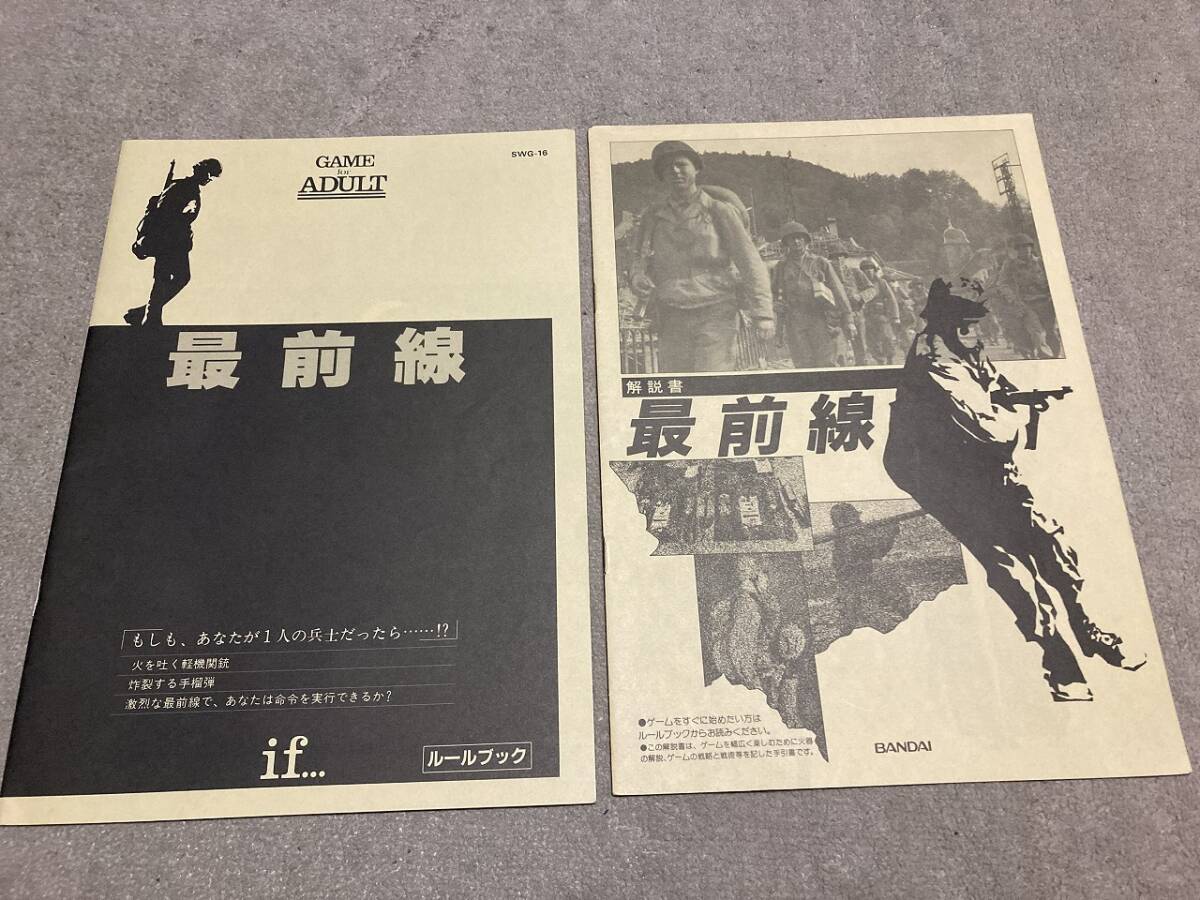 GAME
for
ADULT
SWG-16
最前線
もしも、あなたが1人の兵士だったら……!?
火を吐く軽機関銃
炸裂する手榴弾
激烈な最前線で、あなたは命令を実行できるか?
if...
ルールブック
解説書
最前線
●ゲームをすぐに始めたい方は
ルールブックからお読みください。
●この解説書は、ゲームを幅広く楽しむために火器
の解説、ゲームの戦略と戦術等を記した手引書です。
BANDAI